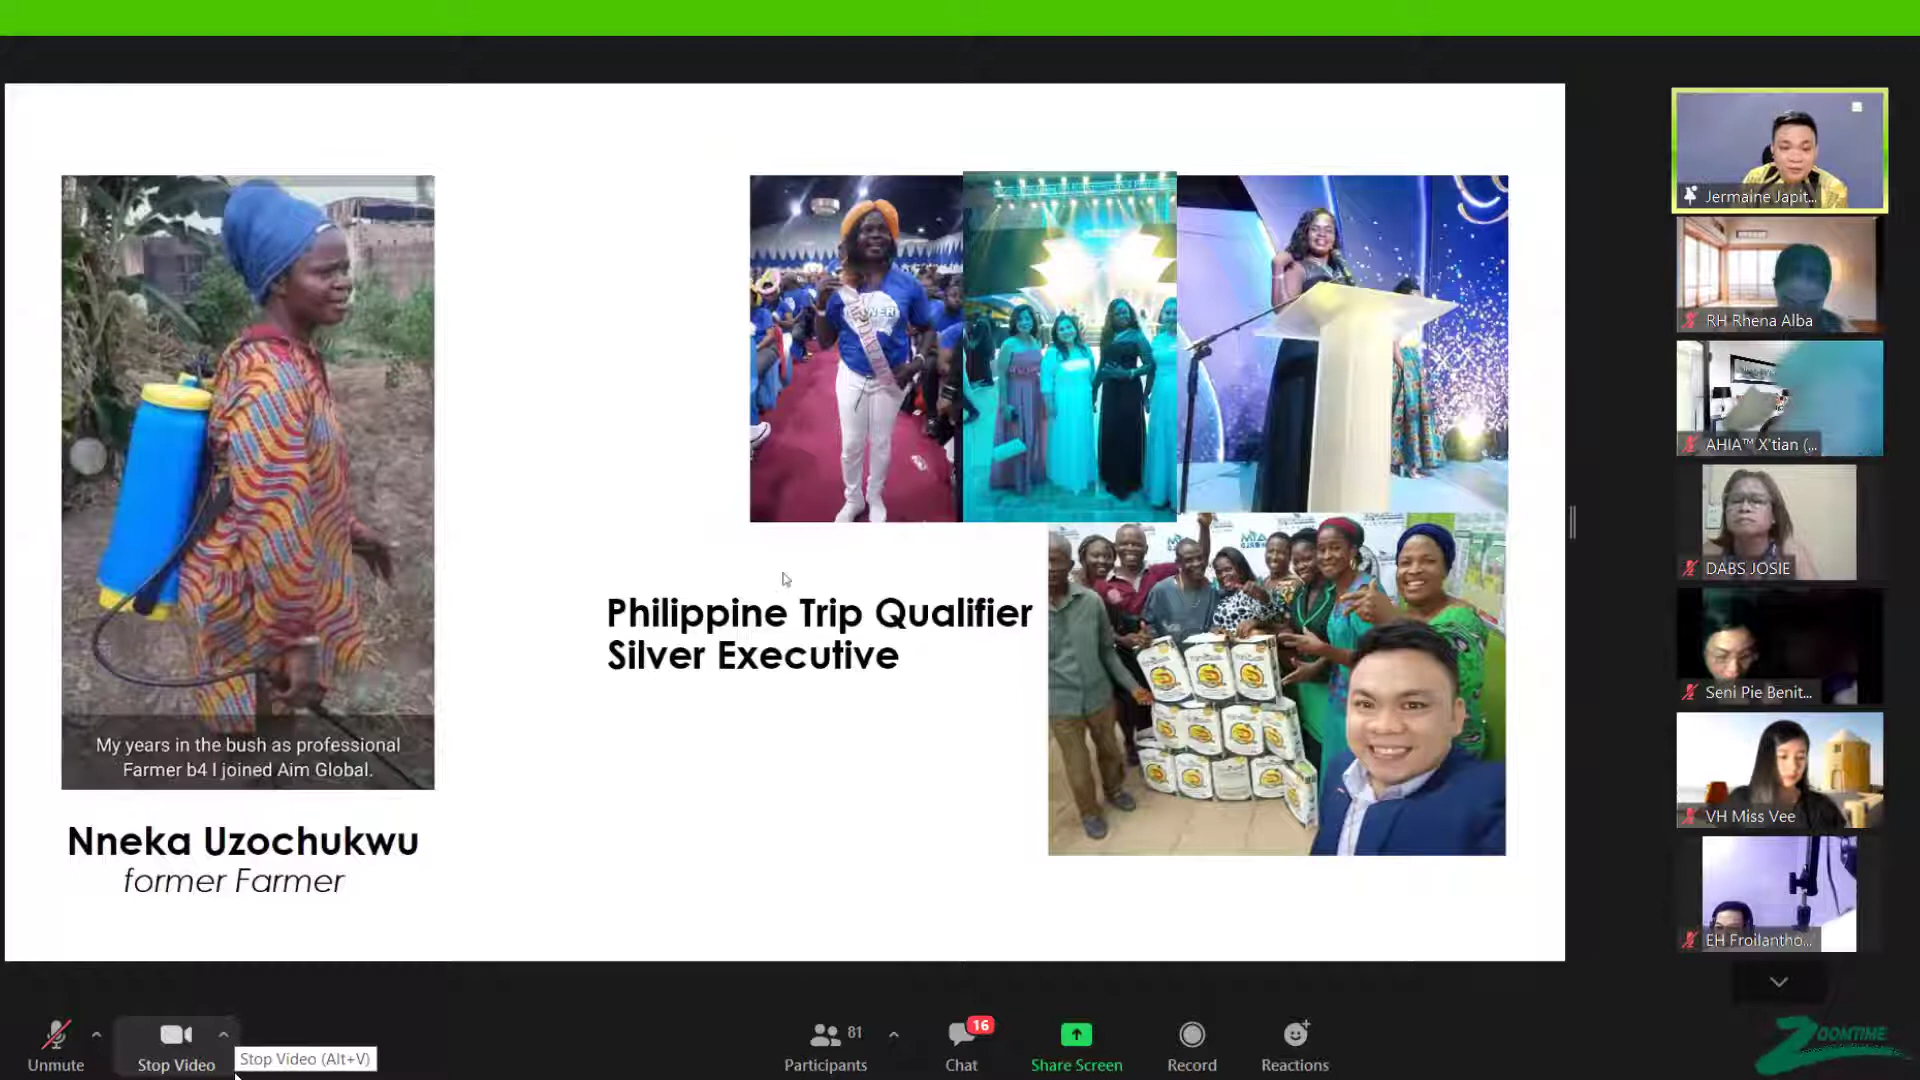 My years in the bush as professional
Farmer b4 I joined Aim Global.
Nneka Uzochukwu
former Farmer
Philippine Trip Qualifier
Silver Executive
Jermaine Japit...
RH Rhena Alba
AHIA™ X'tian (...
DABS JOSIE
Seni Pie Benit...
VH Miss Vee
EH Froilantho...
Unmute
Stop Video
Stop Video (Alt+V)
81
Participants
16
Chat
Share Screen
Record
Reactions
ZOOMTIME